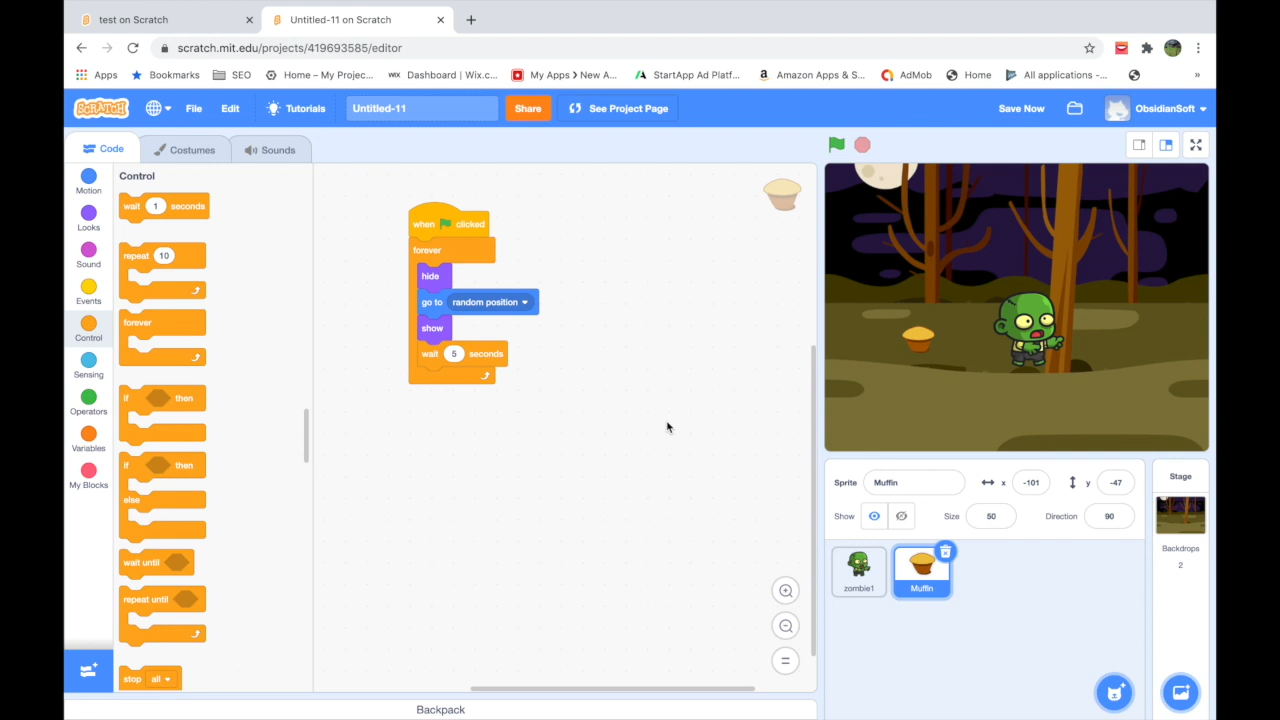 test on Scratch
Untitled-11 on Scratch
scratch.mit.edu/projects/419693585/editor
Apps
Bookmarks
SEO
Home – My Projec...
WIX
Dashboard | Wix.c...
My Apps > New A...
StartApp Ad Platf...
Amazon Apps & S...
AdMob
Home
All applications -...
»
SCRATCH
File
Edit
Tutorials
Untitled-11
Share
See Project Page
Save Now
ObsidianSoft
Code
Costumes
Sounds
Motion
Looks
Sound
Events
Control
Sensing
Operators
Variables
My Blocks
Control
wait 1 seconds
repeat 10
forever
if then
if then
else
wait until
repeat until
stop all
when clicked
forever
hide
go to random position
show
wait 5 seconds
Sprite Muffin x -101 y -47
Show Size 50 Direction 90
zombie1
Muffin
Stage
Backdrops
2
Backpack